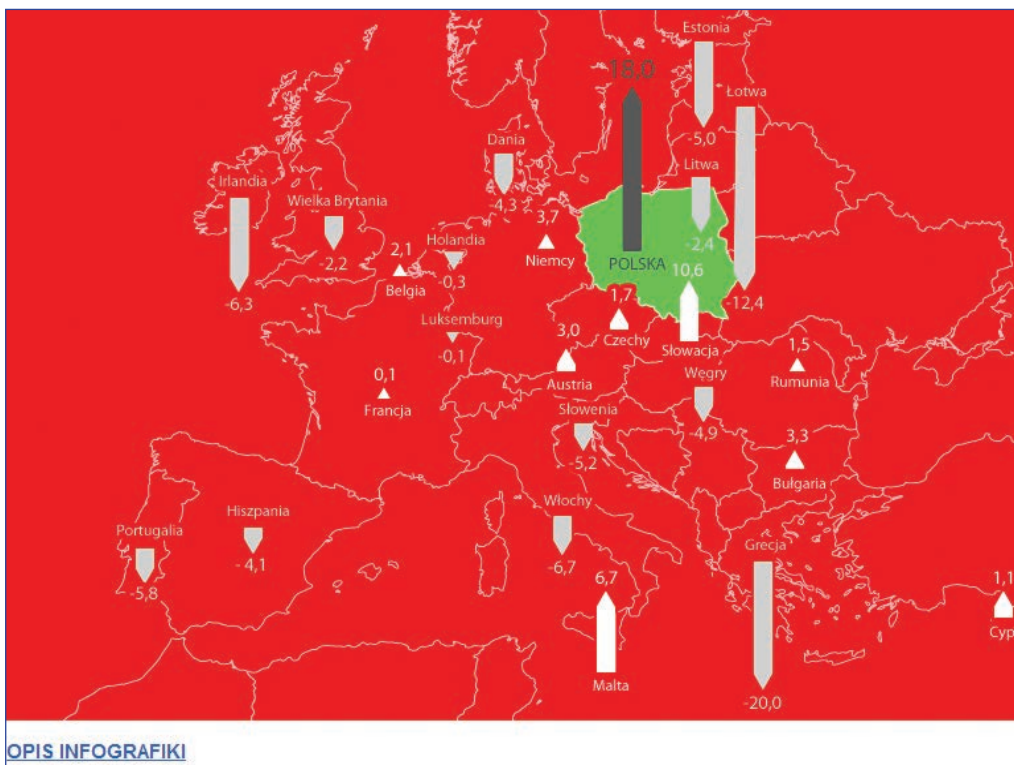 Estonia
18,0
Łotwa
-5,0
Dania
Litwa
Irlandia
-4,3
Wielka Brytania
3,7
2,1
Holandia
Niemcy
-2,4
-2,2
Belgia
-0,3
POLSKA
10,6
-6,3
1,7
-12,4
Luksemburg
3,0
Czechy
-0,1
Słowacja
1,5
0,1
Austria
Węgry
Rumunia
Francja
Słowenia
-4,9
3,3
-5,2
Bułgaria
Włochy
Hiszpania
Portugalia
Grecja
-4,1
-6,7
6,7
1,1
-5,8
Cyp
Malta
-20,0
OPIS INFOGRAFIKI